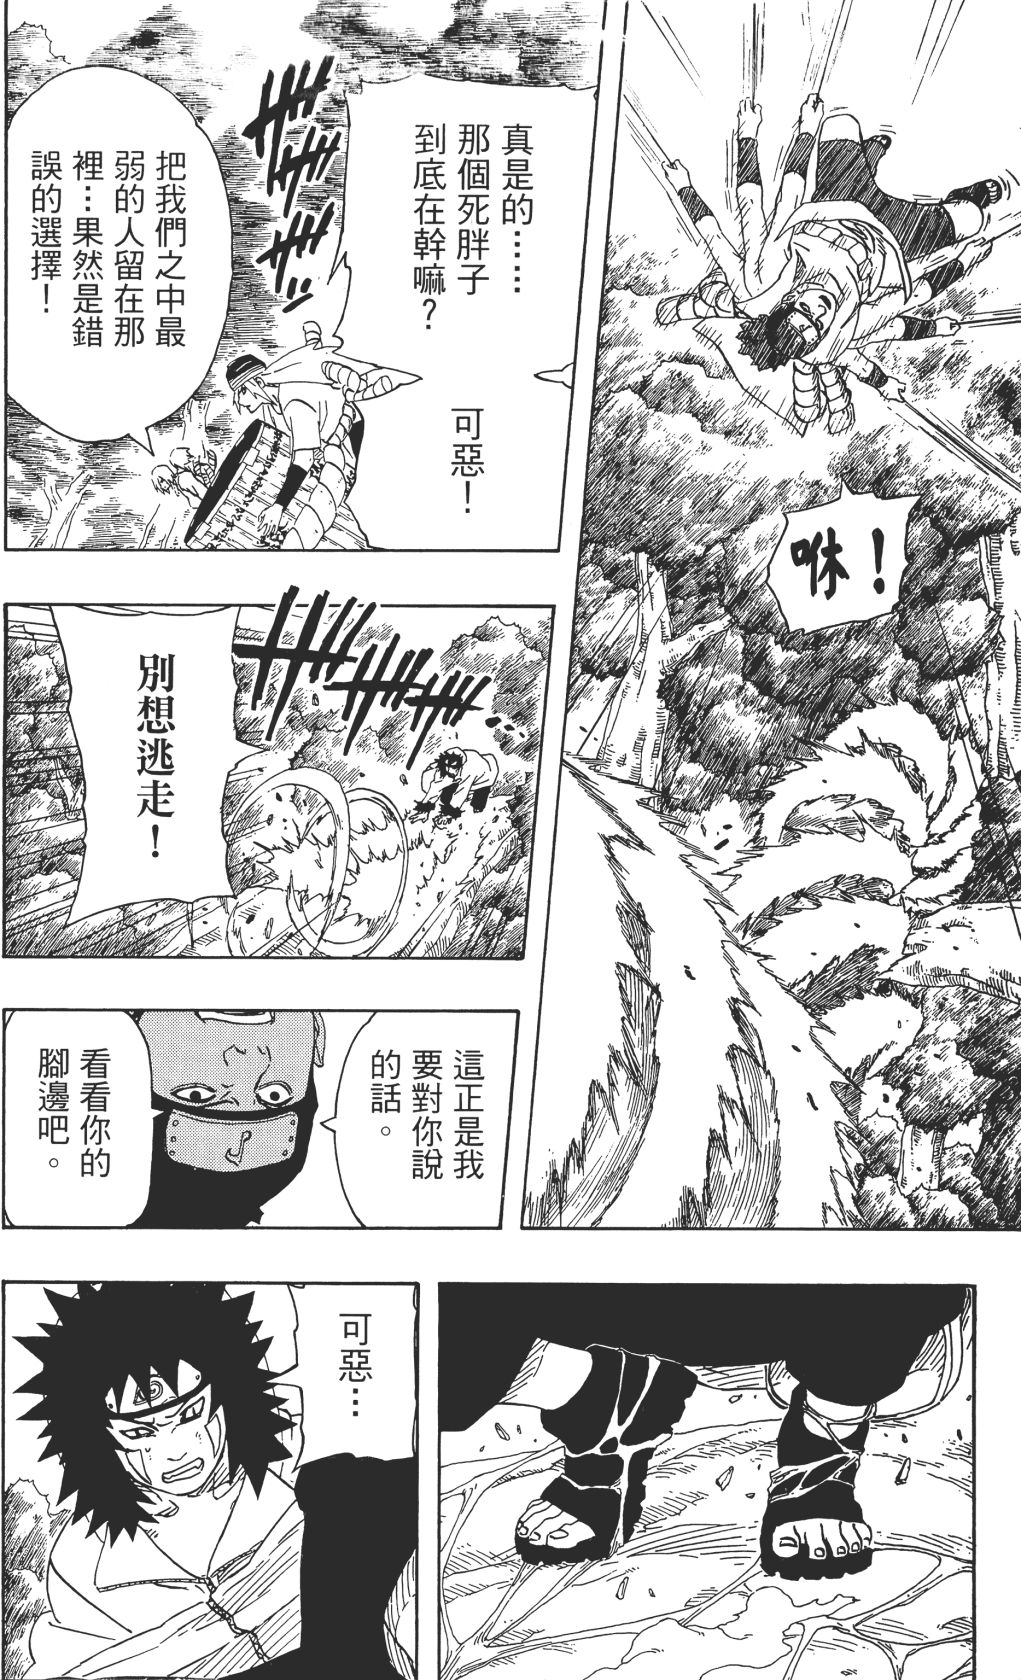 咻！
真是的……
那個死胖子
到底在幹嘛？
可惡！
把我們之中最
弱的人留在那
裡…果然是錯
誤的選擇！
別想逃走！
這正是我
要對你說
的話。
看看你的
腳邊吧。
可惡…